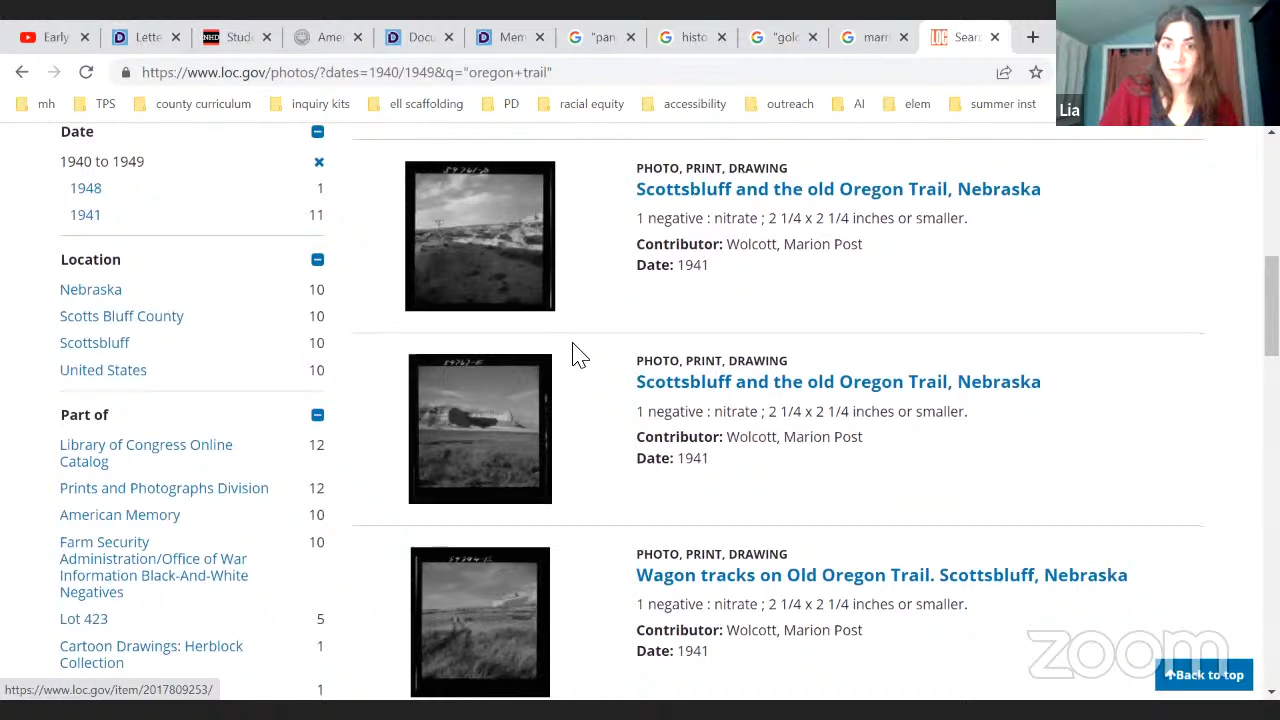 Early
Lette
NHD
Stude
Ame
Docu
Mem
"pan
histo
"gold
marr
LOC
Searc
https://www.loc.gov/photos/?dates=1940/1949&q="oregon+trail"
mh
TPS
county curriculum
inquiry kits
ell scaffolding
PD
racial equity
accessibility
outreach
AI
elem
summer inst
Lia
Date
1940 to 1949
1948 1
1941 11
Location
Nebraska 10
Scotts Bluff County 10
Scottsbluff 10
United States 10
Part of
Library of Congress Online 12
Catalog
Prints and Photographs Division 12
American Memory 10
Farm Security 10
Administration/Office of War
Information Black-And-White
Negatives
Lot 423 5
Cartoon Drawings: Herblock 1
Collection
1
https://www.loc.gov/item/2017809253/
PHOTO, PRINT, DRAWING
Scottsbluff and the old Oregon Trail, Nebraska
1 negative : nitrate ; 2 1/4 x 2 1/4 inches or smaller.
Contributor: Wolcott, Marion Post
Date: 1941
PHOTO, PRINT, DRAWING
Scottsbluff and the old Oregon Trail, Nebraska
1 negative : nitrate ; 2 1/4 x 2 1/4 inches or smaller.
Contributor: Wolcott, Marion Post
Date: 1941
PHOTO, PRINT, DRAWING
Wagon tracks on Old Oregon Trail. Scottsbluff, Nebraska
1 negative : nitrate ; 2 1/4 x 2 1/4 inches or smaller.
Contributor: Wolcott, Marion Post
Date: 1941
zoom
Back to top